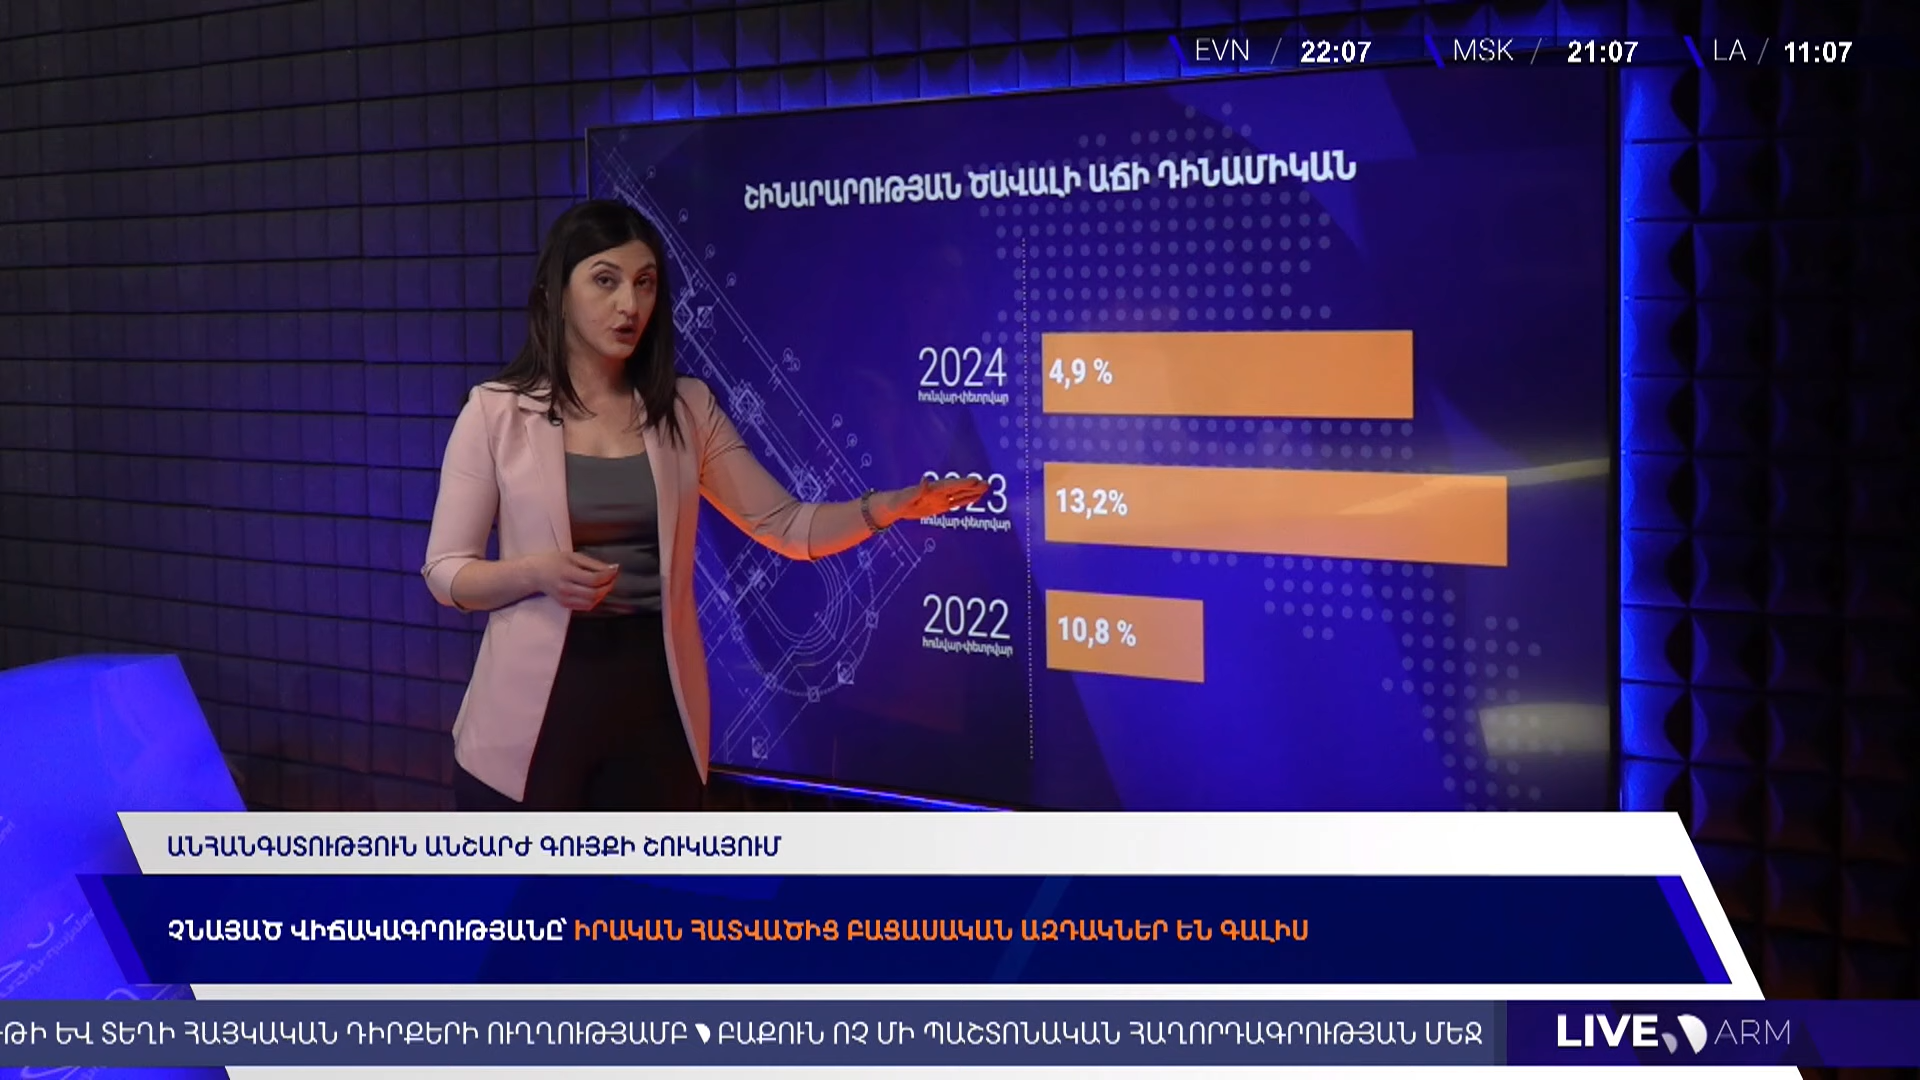 EVN / 22:07 MSK / 21:07 LA / 11:07
ՇԻՆԱՐԱՐՈՒԹՅԱՆ ԾԱՎԱԼԻ ԱՃԻ ԴԻՆԱՄԻԿԱՆ
2024 4,9 %
հունվար-փետրվար
2023 13,2%
հունվար-փետրվար
2022 10,8 %
հունվար-փետրվար
ԱՆՀԱՆԳՍՏՈՒԹՅՈՒՆ ԱՆՇԱՐԺ ԳՈՒՅՔԻ ՇՈՒԿԱՅՈՒՄ
ՉՆԱՅԱԾ ՎԻՃԱԿԱԳՐՈՒԹՅԱՆԸ՝ ԻՐԱԿԱՆ ՀԱՏՎԱԾԻՑ ԲԱՑԱՍԱԿԱՆ ԱԶԴԱԿՆԵՐ ԵՆ ԳԱԼԻՍ
ԵՎ ՏԵՂԻ ՀԱՅԿԱԿԱՆ ԴԻՐՔԵՐԻ ՈՒՂՂՈՒԹՅԱՄԲ ԲԱՔՈՒՆ ՈՉ ՄԻ ՊԱՇՏՈՆԱԿԱՆ ՀԱՂՈՐԴԱԳՐՈՒԹՅԱՆ ՄԵՋ
LIVE ARM